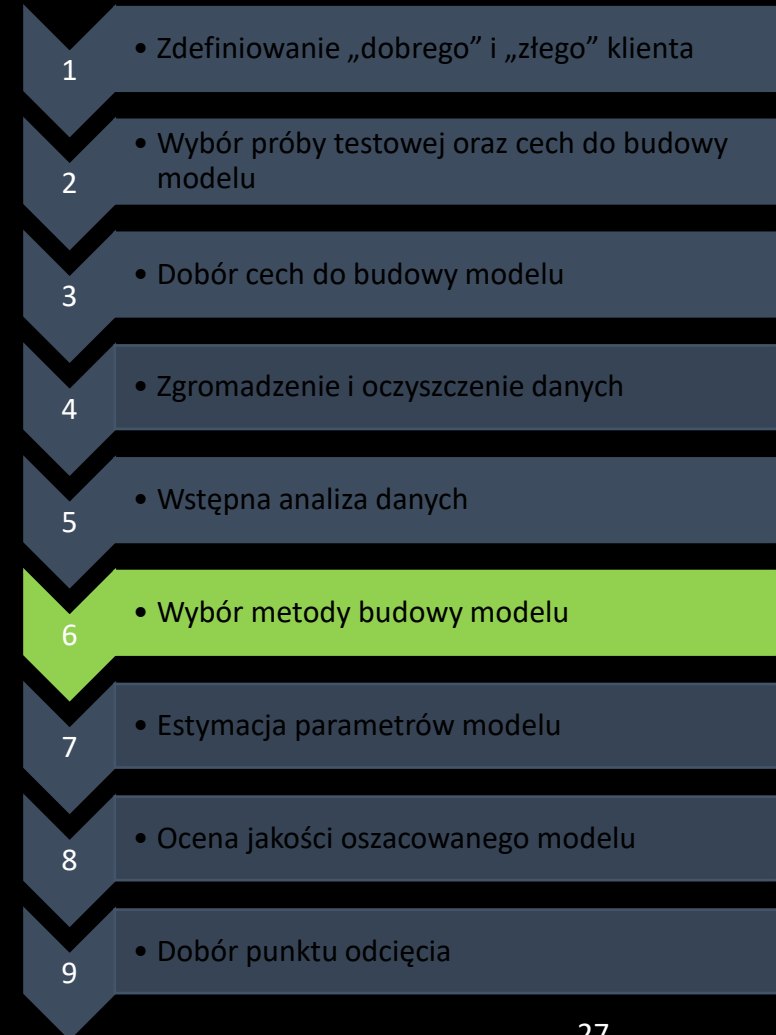 1
• Zdefiniowanie „dobrego” i „złego” klienta
2
• Wybór próby testowej oraz cech do budowy
modelu
3
• Dobór cech do budowy modelu
4
• Zgromadzenie i oczyszczenie danych
5
• Wstępna analiza danych
6
• Wybór metody budowy modelu
7
• Estymacja parametrów modelu
8
• Ocena jakości oszacowanego modelu
9
• Dobór punktu odcięcia
27